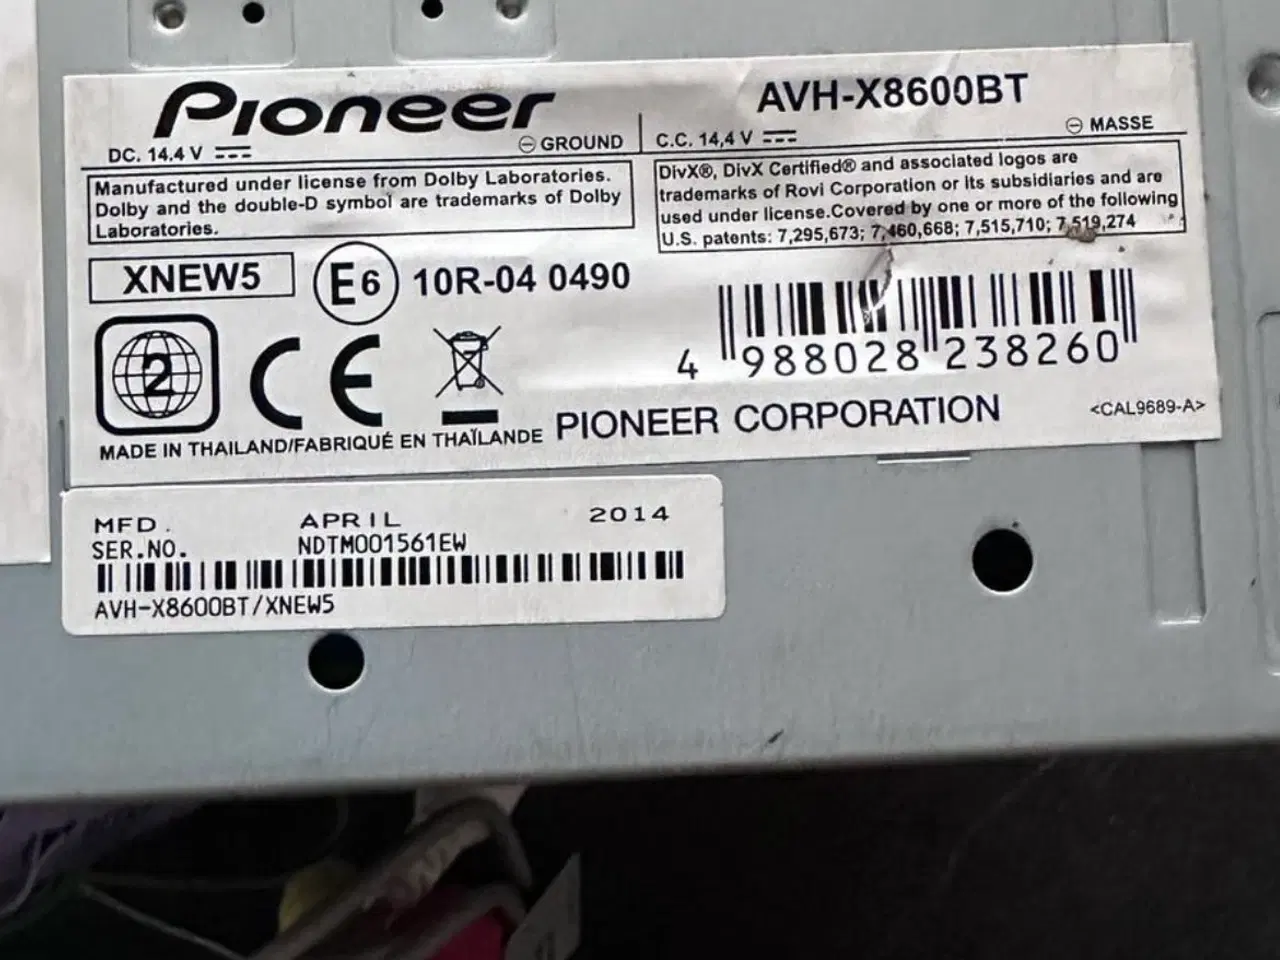 Pioneer
AVH-X8600BT
DC. 14.4 V ⎓ ⊖ GROUND
C.C. 14,4 V ⎓ ⊖ MASSE
Manufactured under license from Dolby Laboratories.
Dolby and the double-D symbol are trademarks of Dolby
Laboratories.
DivX®, DivX Certified® and associated logos are
trademarks of Rovi Corporation or its subsidiaries and are
used under license.Covered by one or more of the following
U.S. patents: 7,295,673; 7,460,668; 7,515,710; 7,519,274
XNEW5
E6
10R-04 0490
2
CE
4 988028 238260
MADE IN THAILAND/FABRIQUÉ EN THAÏLANDE
PIONEER CORPORATION
<CAL9689-A>
MFD. APRIL 2014
SER.NO. NDTM001561EW
AVH-X8600BT/XNEW5